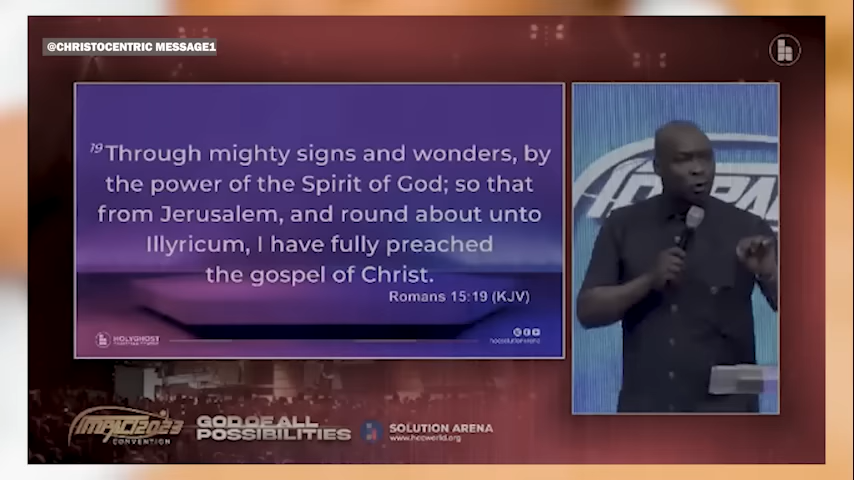 @CHRISTOCENTRIC MESSAGE1
19 Through mighty signs and wonders, by
the power of the Spirit of God; so that
from Jerusalem, and round about unto
Illyricum, I have fully preached
the gospel of Christ.
Romans 15:19 (KJV)
HOLYGHOST
IMPACT2023
CONVENTION
GOD OF ALL
POSSIBILITIES
SOLUTION ARENA
www.hccworld.org